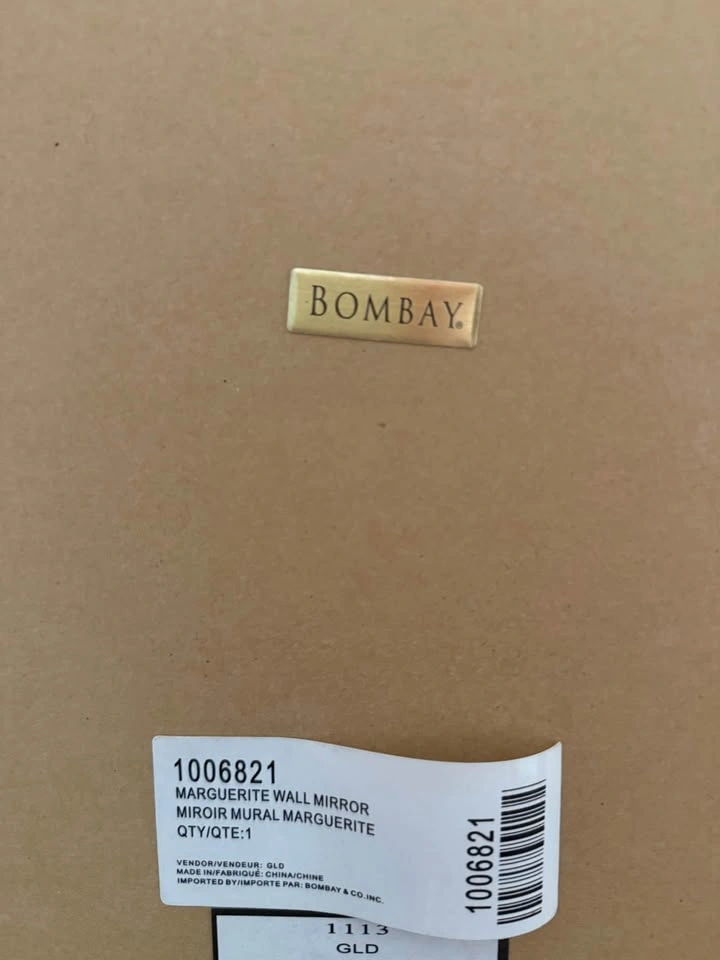 BOMBAY®
1006821
MARGUERITE WALL MIRROR
MIROIR MURAL MARGUERITE
QTY/QTE:1
VENDOR/VENDEUR: GLD
MADE IN/FABRIQUÉ: CHINA/CHINE
IMPORTED BY/IMPORTE PAR: BOMBAY & CO.INC.
1006821
1113
GLD